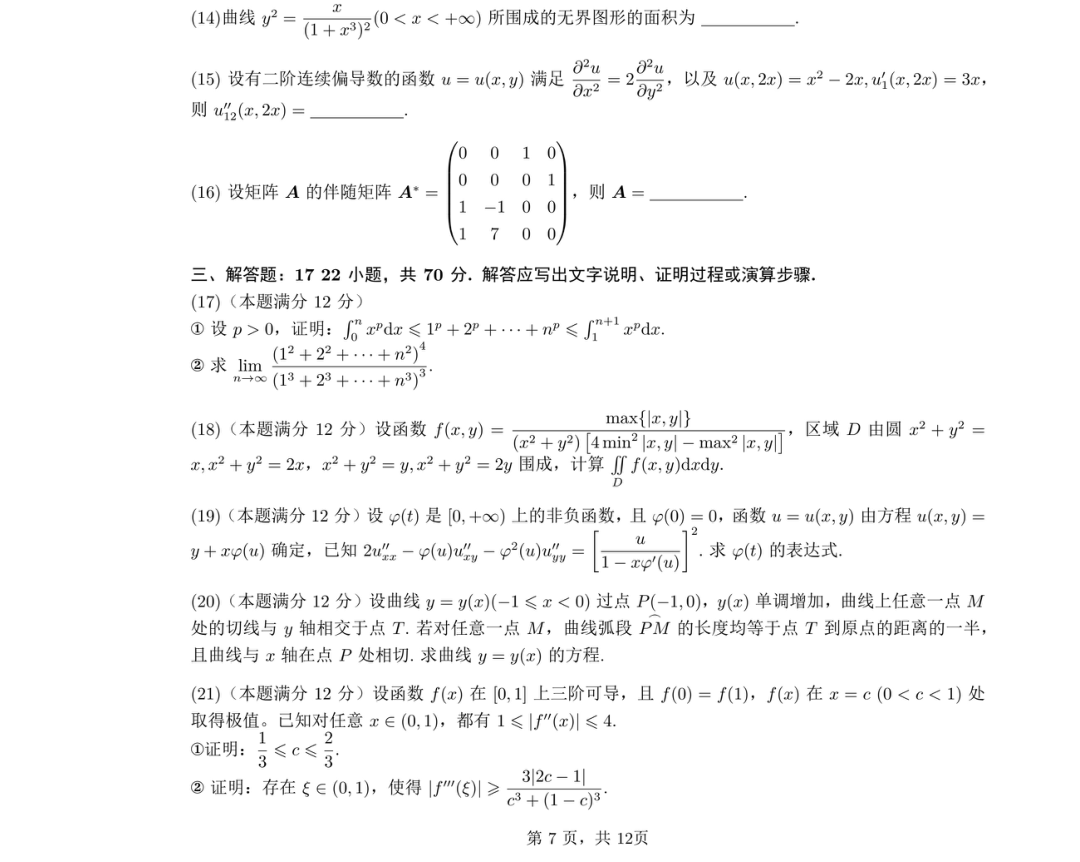 (14)曲线 y² = x/(1 + x³)² (0 < x < +∞) 所围成的无界图形的面积为 ________.
(15) 设有二阶连续偏导数的函数 u = u(x, y) 满足 ∂²u/∂x² = 2 ∂²u/∂y²，以及 u(x, 2x) = x² − 2x, u′₁(x, 2x) = 3x，
则 u″₁₂(x, 2x) = ________.
(16) 设矩阵 A 的伴随矩阵 A* = (0 0 1 0; 0 0 0 1; 1 −1 0 0; 1 7 0 0)，则 A = ________.
三、解答题：17 22 小题，共 70 分. 解答应写出文字说明、证明过程或演算步骤.
(17)（本题满分 12 分）
① 设 p > 0，证明：∫₀ⁿ xᵖdx ⩽ 1ᵖ + 2ᵖ + · · · + nᵖ ⩽ ∫₁ⁿ⁺¹ xᵖdx.
② 求 lim n→∞ (1² + 2² + · · · + n²)⁴/(1³ + 2³ + · · · + n³)³.
(18)（本题满分 12 分）设函数 f(x, y) = max{|x, y|}/((x² + y²) [4 min² |x, y| − max² |x, y|])，区域 D 由圆 x² + y² =
x, x² + y² = 2x，x² + y² = y, x² + y² = 2y 围成，计算 ∬_D f(x, y)dxdy.
(19)（本题满分 12 分）设 φ(t) 是 [0, +∞) 上的非负函数，且 φ(0) = 0，函数 u = u(x, y) 由方程 u(x, y) =
y + xφ(u) 确定，已知 2u″ₓₓ − φ(u)u″ₓᵧ − φ²(u)u″ᵧᵧ = [u/(1 − xφ′(u))]². 求 φ(t) 的表达式.
(20)（本题满分 12 分）设曲线 y = y(x)(−1 ⩽ x < 0) 过点 P(−1, 0)，y(x) 单调增加，曲线上任意一点 M
处的切线与 y 轴相交于点 T. 若对任意一点 M，曲线弧段 P͡M 的长度均等于点 T 到原点的距离的一半，
且曲线与 x 轴在点 P 处相切. 求曲线 y = y(x) 的方程.
(21)（本题满分 12 分）设函数 f(x) 在 [0, 1] 上三阶可导，且 f(0) = f(1)，f(x) 在 x = c (0 < c < 1) 处
取得极值。已知对任意 x ∈ (0, 1)，都有 1 ⩽ |f″(x)| ⩽ 4.
①证明：1/3 ⩽ c ⩽ 2/3.
② 证明：存在 ξ ∈ (0, 1)，使得 |f‴(ξ)| ⩾ 3|2c − 1|/(c³ + (1 − c)³).
第 7 页，共 12页